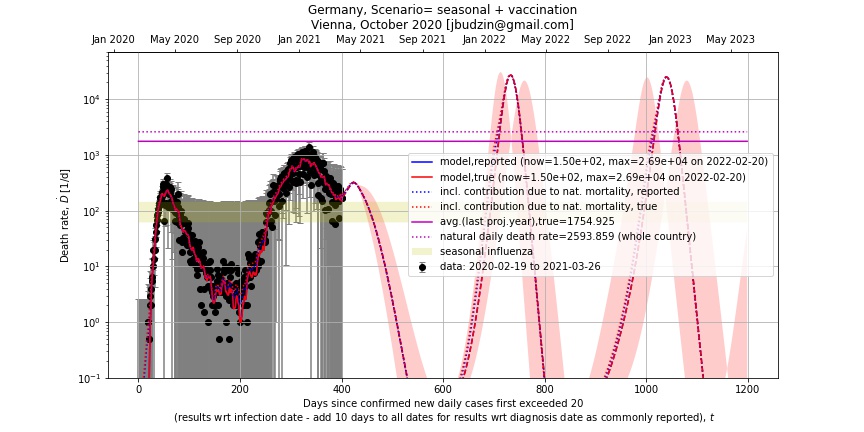 Germany, Scenario= seasonal + vaccination
Vienna, October 2020 [jbudzin@gmail.com]
Jan 2020 May 2020 Sep 2020 Jan 2021 May 2021 Sep 2021 Jan 2022 May 2022 Sep 2022 Jan 2023 May 2023
10⁴
10³
10²
10¹
10⁰
10⁻¹
Death rate, Ḋ [1/d]
model,reported (now=1.50e+02, max=2.69e+04 on 2022-02-20)
model,true (now=1.50e+02, max=2.69e+04 on 2022-02-20)
incl. contribution due to nat. mortality, reported
incl. contribution due to nat. mortality, true
avg.(last proj.year),true=1754.925
natural daily death rate=2593.859 (whole country)
seasonal influenza
data: 2020-02-19 to 2021-03-26
0 200 400 600 800 1000 1200
Days since confirmed new daily cases first exceeded 20
(results wrt infection date - add 10 days to all dates for results wrt diagnosis date as commonly reported), t